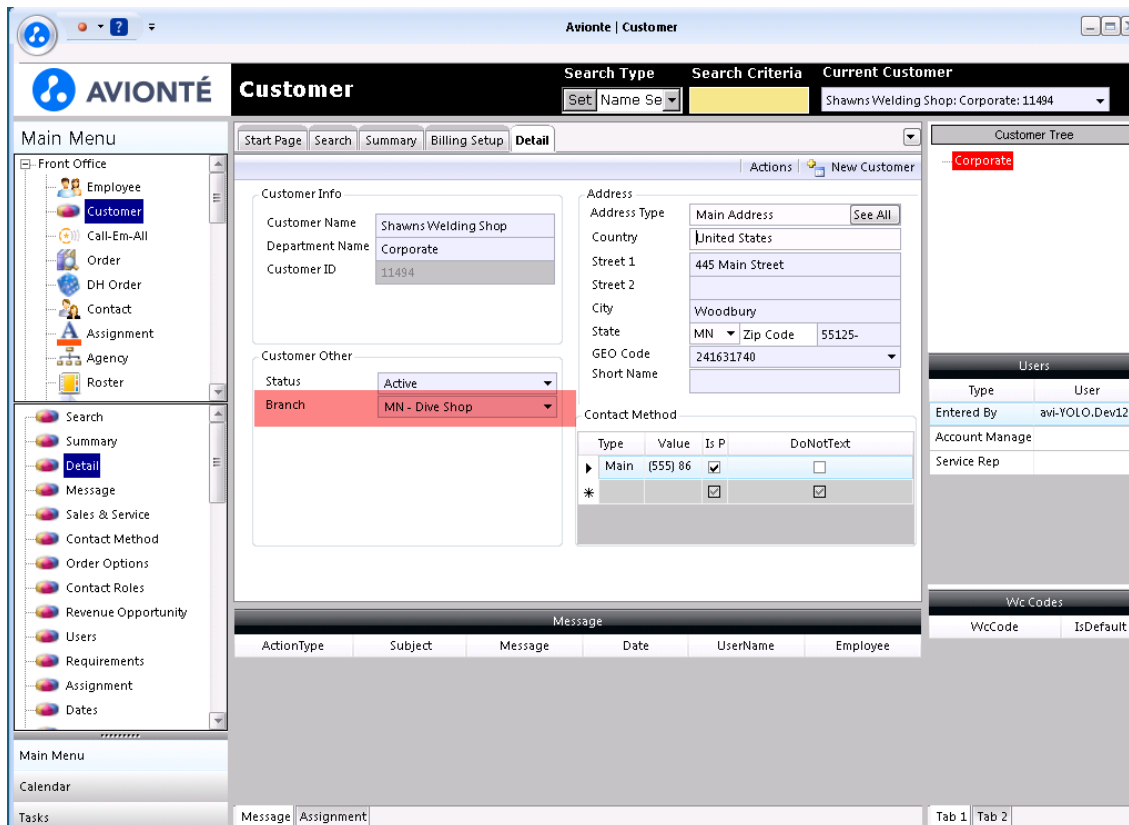 Avionte | Customer
?
AVIONTÉ
Customer
Search Type
Search Criteria
Current Customer
Set Name Se
Shawns Welding Shop: Corporate: 11494
Main Menu
Front Office
Employee
Customer
Call-Em-All
Order
DH Order
Contact
Assignment
Agency
Roster
Search
Summary
Detail
Message
Sales & Service
Contact Method
Order Options
Contact Roles
Revenue Opportunity
Users
Requirements
Assignment
Dates
Main Menu
Calendar
Tasks
Start Page Search Summary Billing Setup Detail
Actions New Customer
Customer Info
Customer Name Shawns Welding Shop
Department Name Corporate
Customer ID 11494
Customer Other
Status Active
Branch MN - Dive Shop
Address
Address Type Main Address See All
Country United States
Street 1 445 Main Street
Street 2
City Woodbury
State MN Zip Code 55125-
GEO Code 241631740
Short Name
Contact Method
Type Value Is P DoNotText
Main (555) 86
Message
ActionType Subject Message Date UserName Employee
Message Assignment
Customer Tree
Corporate
Users
Type User
Entered By avi-YOLO.Dev12
Account Manage
Service Rep
Wc Codes
WcCode IsDefault
Tab 1 Tab 2